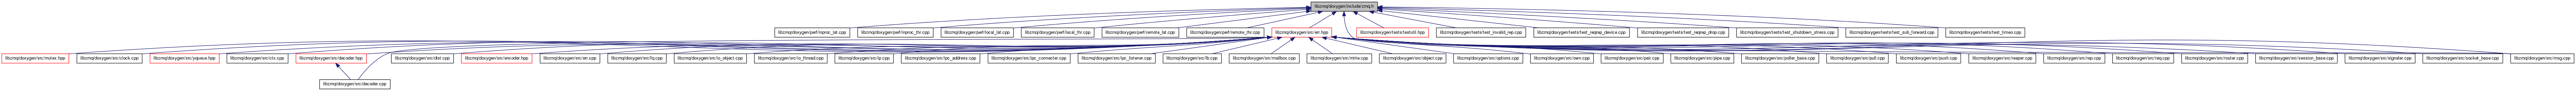 libzmq/doxygen/include/zmq.h
libzmq/doxygen/perf/inproc_lat.cpp
libzmq/doxygen/perf/inproc_thr.cpp
libzmq/doxygen/perf/local_lat.cpp
libzmq/doxygen/perf/local_thr.cpp
libzmq/doxygen/perf/remote_lat.cpp
libzmq/doxygen/perf/remote_thr.cpp
libzmq/doxygen/src/err.hpp
libzmq/doxygen/tests/testutil.hpp
libzmq/doxygen/tests/test_invalid_rep.cpp
libzmq/doxygen/tests/test_reqrep_device.cpp
libzmq/doxygen/tests/test_reqrep_drop.cpp
libzmq/doxygen/tests/test_shutdown_stress.cpp
libzmq/doxygen/tests/test_sub_forward.cpp
libzmq/doxygen/tests/test_timeo.cpp
libzmq/doxygen/src/mutex.hpp
libzmq/doxygen/src/clock.cpp
libzmq/doxygen/src/yqueue.hpp
libzmq/doxygen/src/ctx.cpp
libzmq/doxygen/src/decoder.hpp
libzmq/doxygen/src/dist.cpp
libzmq/doxygen/src/encoder.hpp
libzmq/doxygen/src/err.cpp
libzmq/doxygen/src/fq.cpp
libzmq/doxygen/src/io_object.cpp
libzmq/doxygen/src/io_thread.cpp
libzmq/doxygen/src/ip.cpp
libzmq/doxygen/src/ipc_address.cpp
libzmq/doxygen/src/ipc_connecter.cpp
libzmq/doxygen/src/ipc_listener.cpp
libzmq/doxygen/src/lb.cpp
libzmq/doxygen/src/mailbox.cpp
libzmq/doxygen/src/mtrie.cpp
libzmq/doxygen/src/object.cpp
libzmq/doxygen/src/options.cpp
libzmq/doxygen/src/own.cpp
libzmq/doxygen/src/pair.cpp
libzmq/doxygen/src/pipe.cpp
libzmq/doxygen/src/poller_base.cpp
libzmq/doxygen/src/pull.cpp
libzmq/doxygen/src/push.cpp
libzmq/doxygen/src/reaper.cpp
libzmq/doxygen/src/rep.cpp
libzmq/doxygen/src/req.cpp
libzmq/doxygen/src/router.cpp
libzmq/doxygen/src/session_base.cpp
libzmq/doxygen/src/signaler.cpp
libzmq/doxygen/src/socket_base.cpp
libzmq/doxygen/src/msg.cpp
libzmq/doxygen/src/decoder.cpp